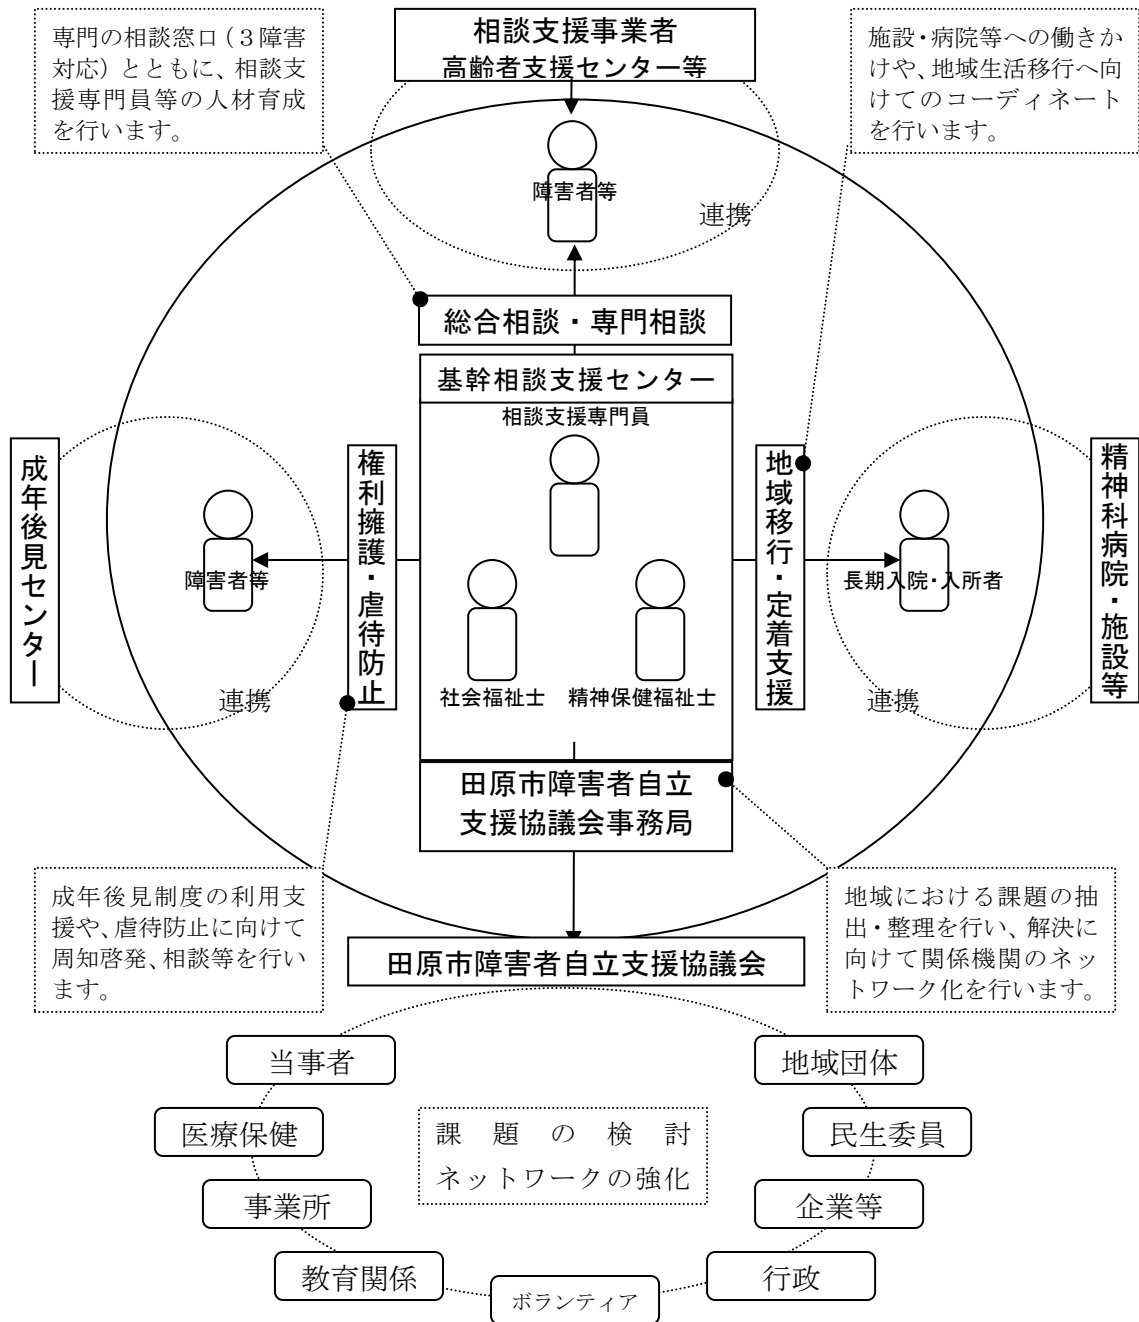 専門の相談窓口（３障害
対応）とともに、相談支
援専門員等の人材育成
を行います。
相談支援事業者
高齢者支援センター等
施設・病院等への働きか
けや、地域生活移行へ向
けてのコーディネート
を行います。
障害者等
連携
総合相談・専門相談
基幹相談支援センター
相談支援専門員
成年後見センター
障害者等
連携
権利擁護・虐待防止
社会福祉士
精神保健福祉士
地域移行・定着支援
長期入院・入所者
連携
精神科病院・施設等
田原市障害者自立
支援協議会事務局
成年後見制度の利用支
援や、虐待防止に向けて
周知啓発、相談等を行い
ます。
地域における課題の抽
出・整理を行い、解決に
向けて関係機関のネッ
トワーク化を行います。
田原市障害者自立支援協議会
当事者
地域団体
医療保健
課題の検討
ネットワークの強化
民生委員
事業所
企業等
教育関係
ボランティア
行政